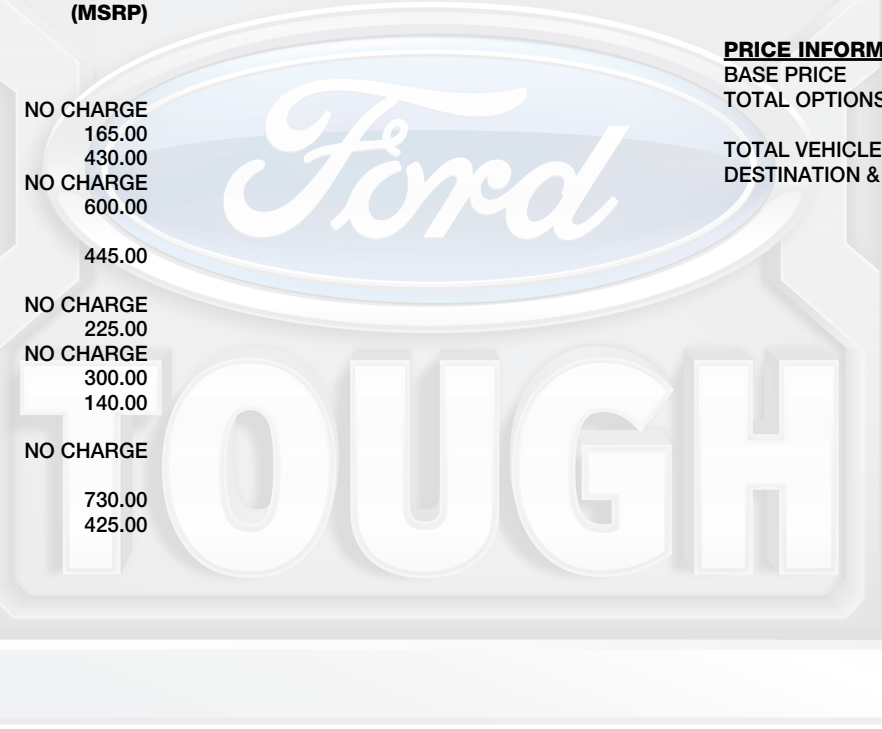 (MSRP)
NO CHARGE
165.00
430.00
NO CHARGE
600.00
445.00
NO CHARGE
225.00
NO CHARGE
300.00
140.00
NO CHARGE
730.00
425.00
PRICE INFORM
BASE PRICE
TOTAL OPTIONS
TOTAL VEHICLE
DESTINATION &
Ford
TOUGH